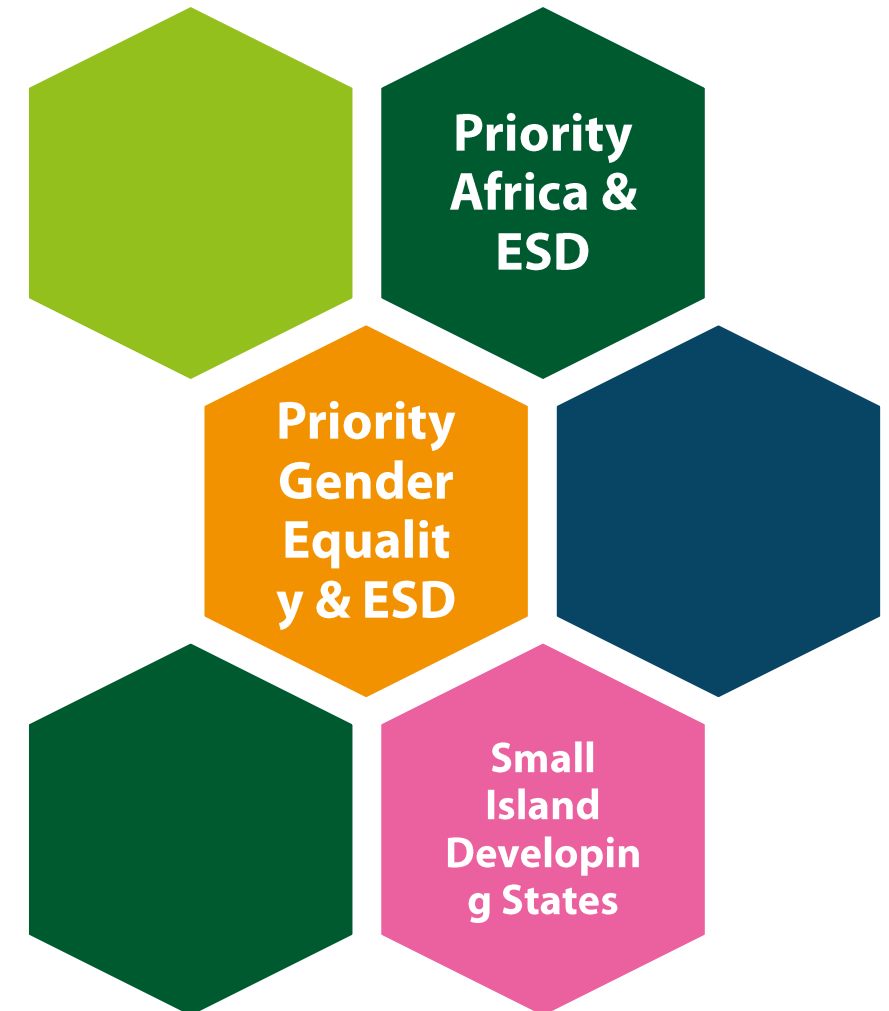 Priority
Africa &
ESD
Priority
Gender
Equalit
y & ESD
Small
Island
Developin
g States